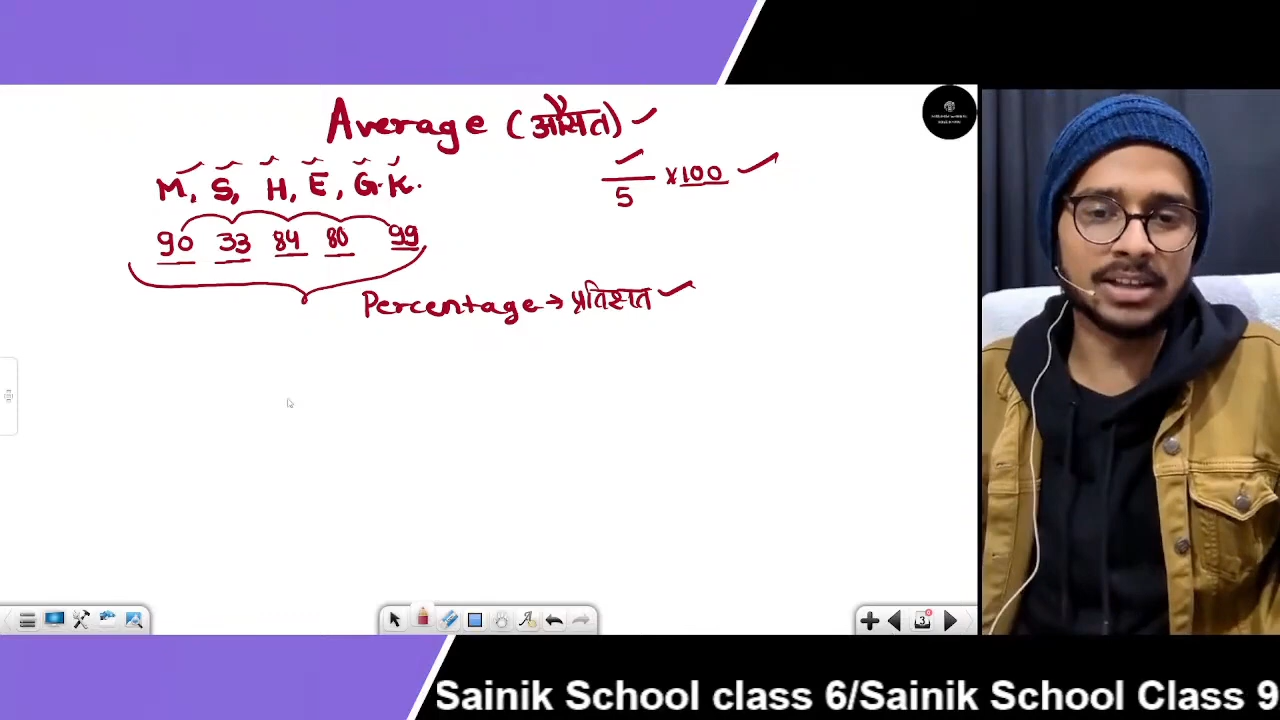 Average (औसत)
M, S, H, E, G.K.
5 × 100
90 33 84 80 99
Percentage → प्रतिशत
3
Sainik School class 6/Sainik School Class 9